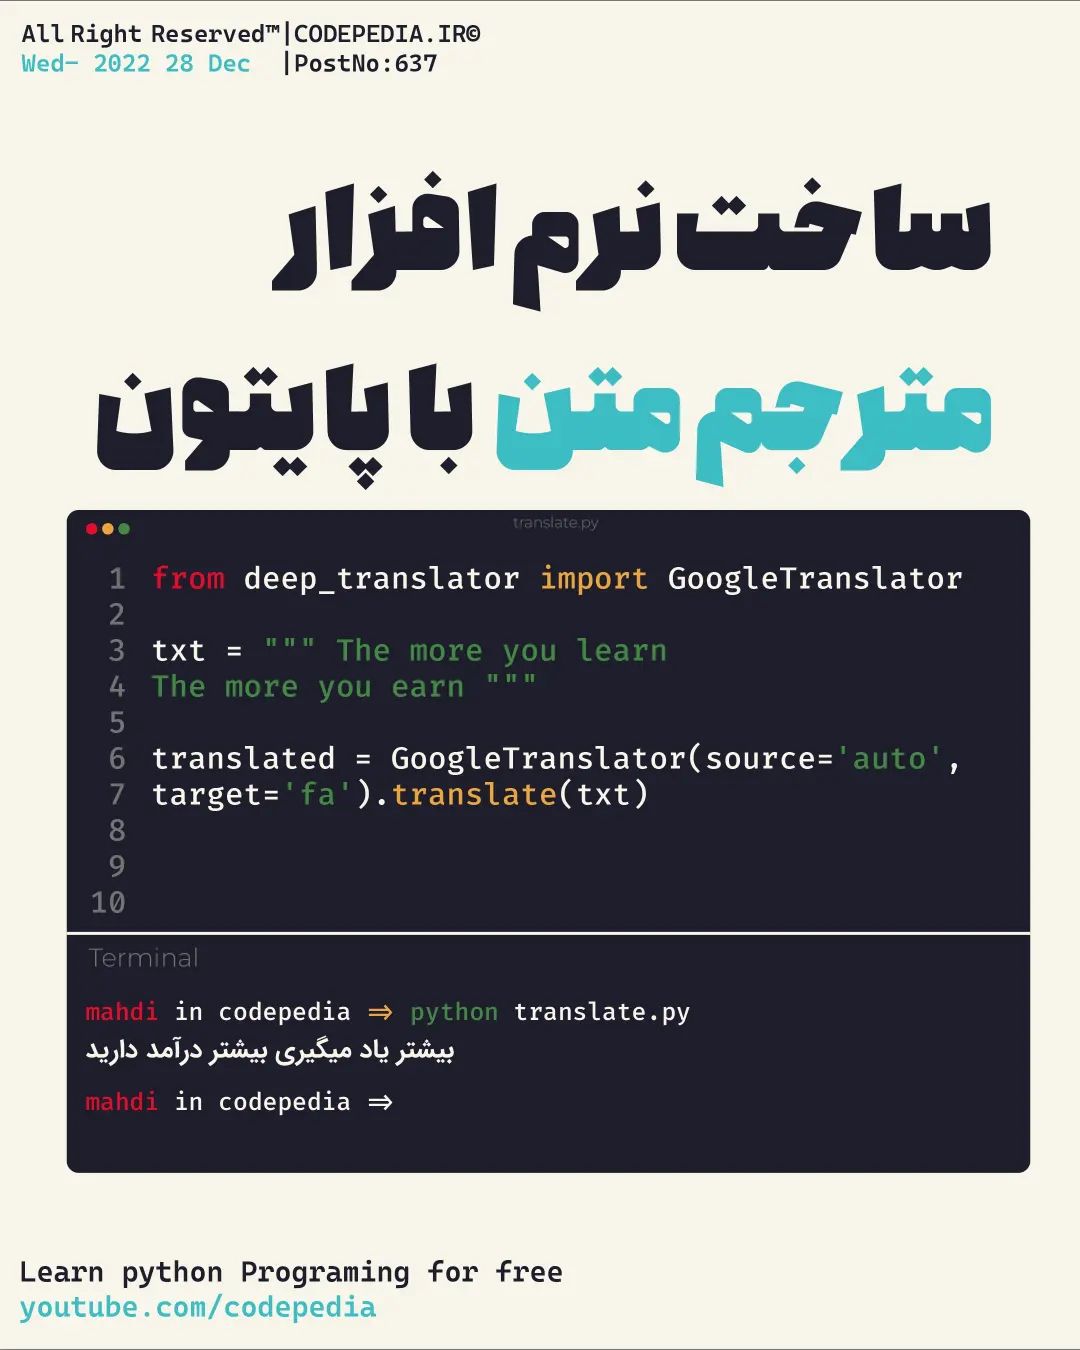 All Right Reserved™|CODEPEDIA.IR©
Wed- 2022 28 Dec |PostNo:637
ساخت نرم افزار
مترجم متن با پایتون
translate.py
1 from deep_translator import GoogleTranslator
2
3 txt = """ The more you learn
4 The more you earn """
5
6 translated = GoogleTranslator(source='auto',
7 target='fa').translate(txt)
8
9
10
Terminal
mahdi in codepedia => python translate.py
بیشتر یاد میگیری بیشتر درآمد دارید
mahdi in codepedia =>
Learn python Programing for free
youtube.com/codepedia